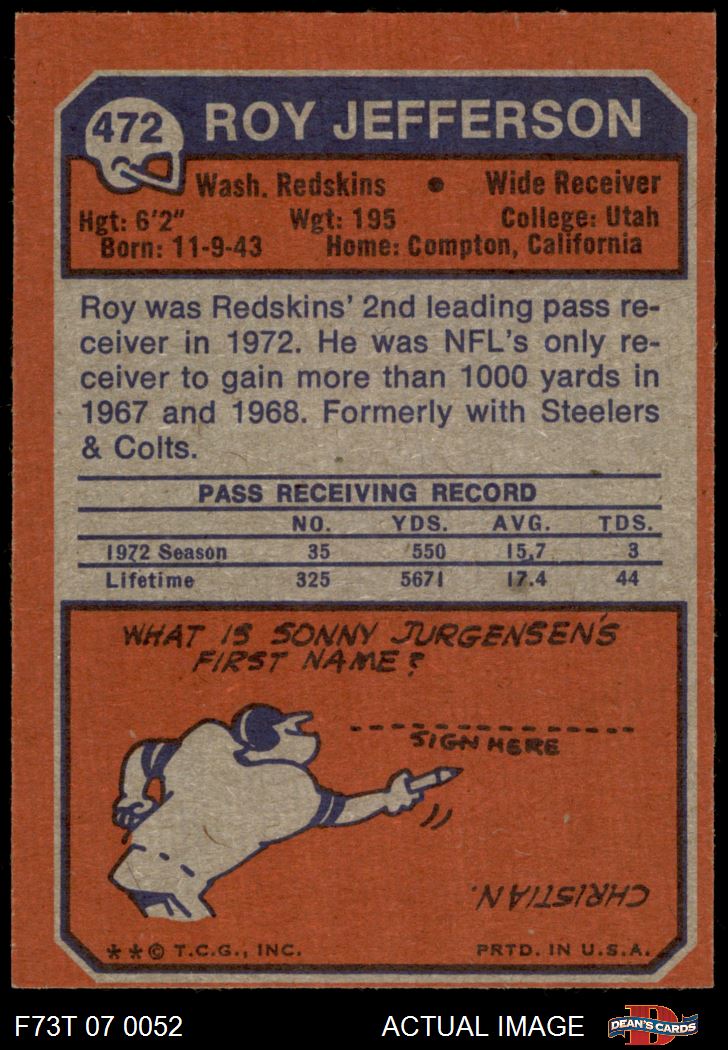 472
ROY JEFFERSON
Wash. Redskins • Wide Receiver
Hgt: 6'2" Wgt: 195 College: Utah
Born: 11-9-43 Home: Compton, California
Roy was Redskins' 2nd leading pass re-
ceiver in 1972. He was NFL's only re-
ceiver to gain more than 1000 yards in
1967 and 1968. Formerly with Steelers
& Colts.
PASS RECEIVING RECORD
NO. YDS. AVG. TDS.
1972 Season 35 550 15.7 3
Lifetime 325 5671 17.4 44
WHAT IS SONNY JURGENSEN'S
FIRST NAME?
SIGN HERE
CHRISTIAN.
**© T.C.G., INC. PRTD. IN U.S.A.
F73T 07 0052 ACTUAL IMAGE D DEAN'S CARDS